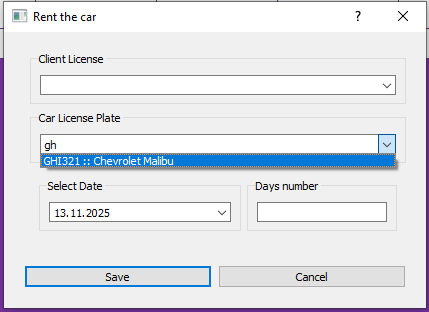 Rent the car
?
Client License
Car License Plate
gh
GHI321 :: Chevrolet Malibu
Select Date
Days number
13.11.2025
Save
Cancel